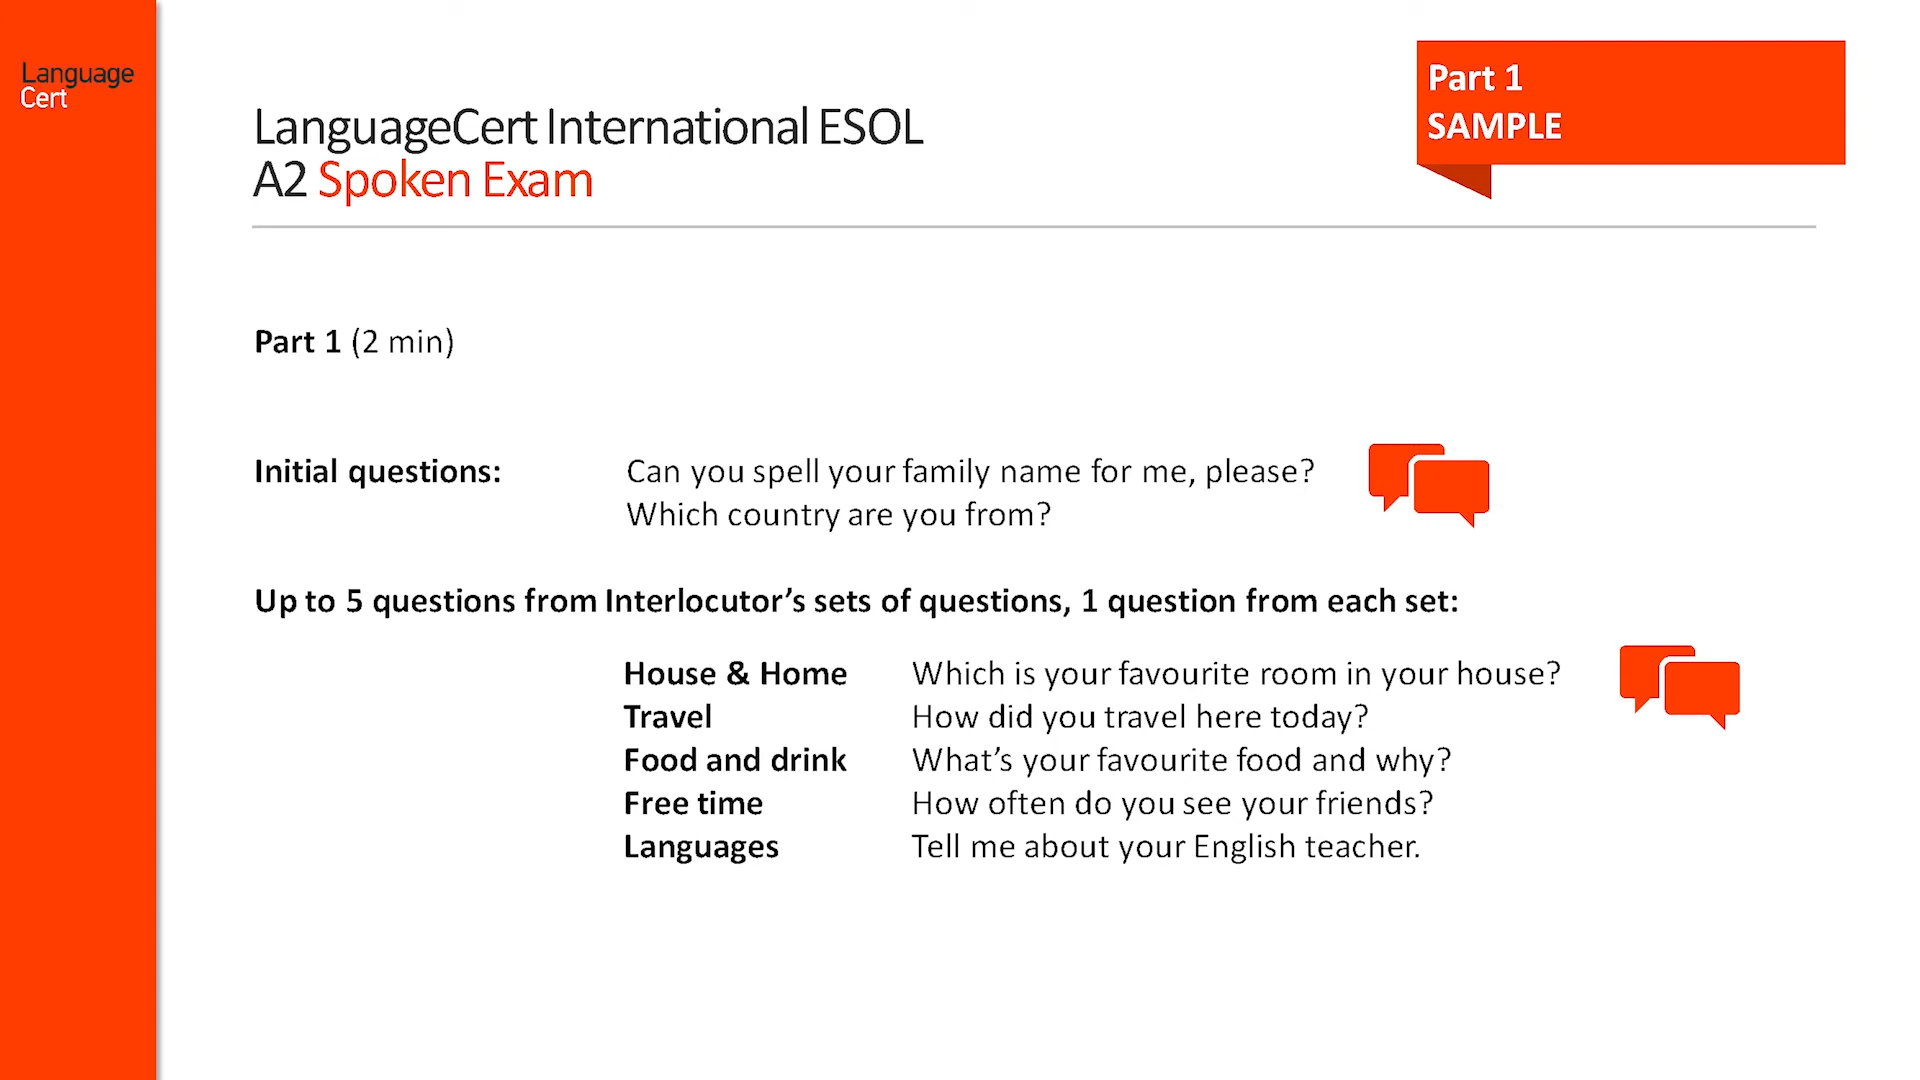 Language
Cert
LanguageCert International ESOL
A2 Spoken Exam
Part 1
SAMPLE
Part 1 (2 min)
Initial questions: Can you spell your family name for me, please?
Which country are you from?
Up to 5 questions from Interlocutor’s sets of questions, 1 question from each set:
House & Home Which is your favourite room in your house?
Travel How did you travel here today?
Food and drink What’s your favourite food and why?
Free time How often do you see your friends?
Languages Tell me about your English teacher.